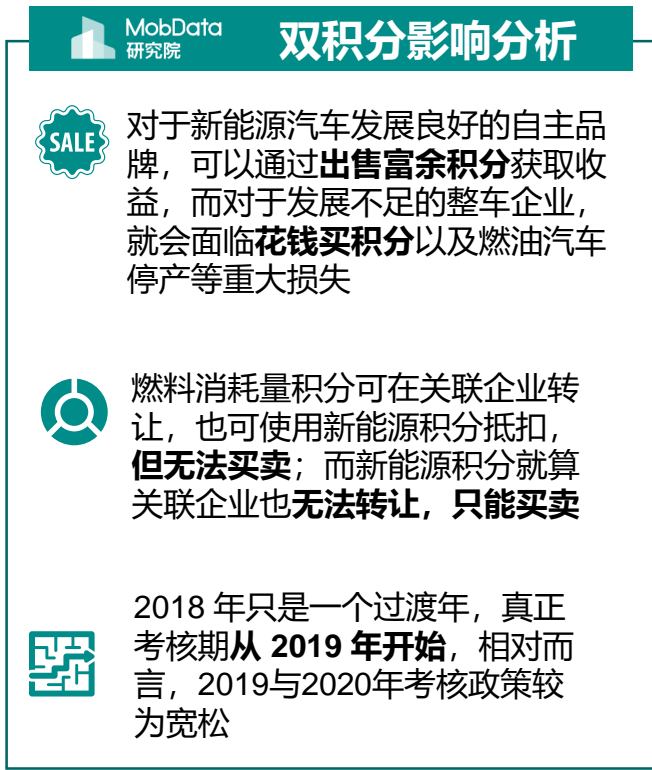 MobData
研究院
双积分影响分析
SALE
对于新能源汽车发展良好的自主品
牌，可以通过出售富余积分获取收
益，而对于发展不足的整车企业，
就会面临花钱买积分以及燃油汽车
停产等重大损失
燃料消耗量积分可在关联企业转
让，也可使用新能源积分抵扣，
但无法买卖；而新能源积分就算
关联企业也无法转让，只能买卖
2018 年只是一个过渡年，真正
考核期从 2019 年开始，相对而
言，2019与2020年考核政策较
为宽松